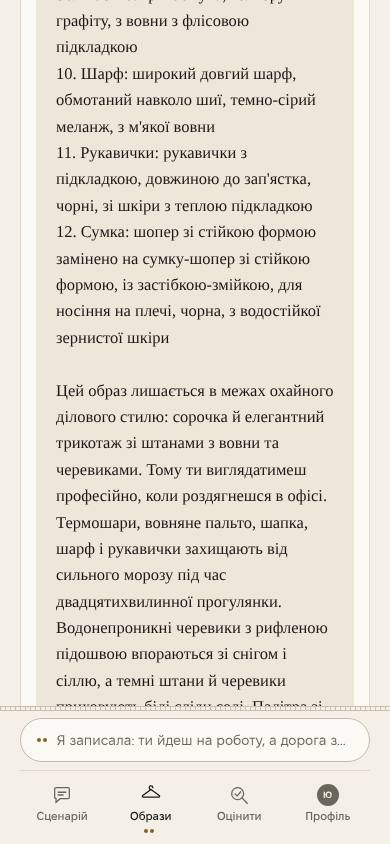 графіту, з вовни з флісовою
підкладкою
10. Шарф: широкий довгий шарф,
обмотаний навколо шиї, темно-сірий
меланж, з м'якої вовни
11. Рукавички: рукавички з
підкладкою, довжиною до зап'ястка,
чорні, зі шкіри з теплою підкладкою
12. Сумка: шопер зі стійкою формою
замінено на сумку-шопер зі стійкою
формою, із застібкою-змійкою, для
носіння на плечі, чорна, з водостійкої
зернистої шкіри
Цей образ лишається в межах охайного
ділового стилю: сорочка й елегантний
трикотаж зі штанами з вовни та
черевиками. Тому ти виглядатимеш
професійно, коли роздягнешся в офісі.
Термошари, вовняне пальто, шапка,
шарф і рукавички захищають від
сильного морозу під час
двадцятихвилинної прогулянки.
Водонепроникні черевики з рифленою
підошвою впораються зі снігом і
сіллю, а темні штани й черевики
Я записала: ти йдеш на роботу, а дорога з...
Сценарій
Образи
Оцінити
Ю
Профіль